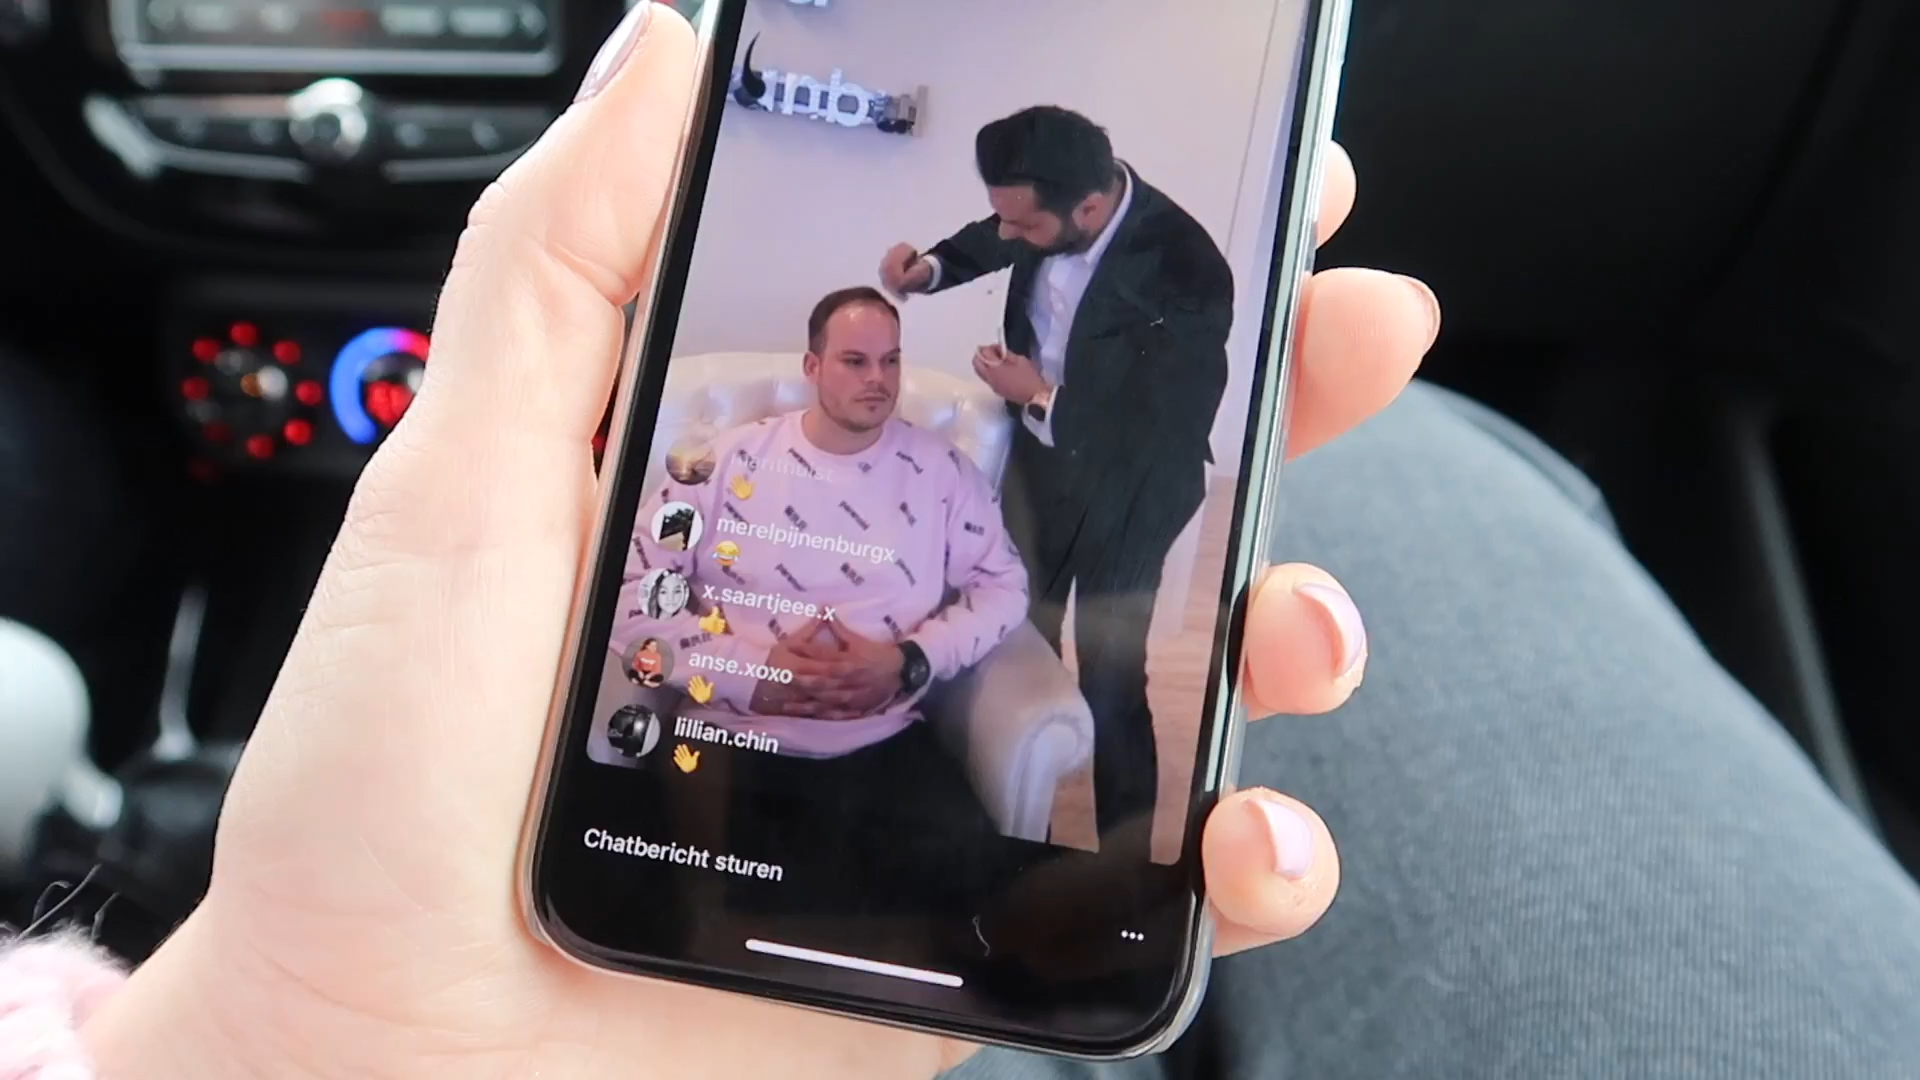 merelpijnenburgx
😂
x.saartjeee.x
👍
anse.xoxo
👋
lillian.chin
👋
Chatbericht sturen